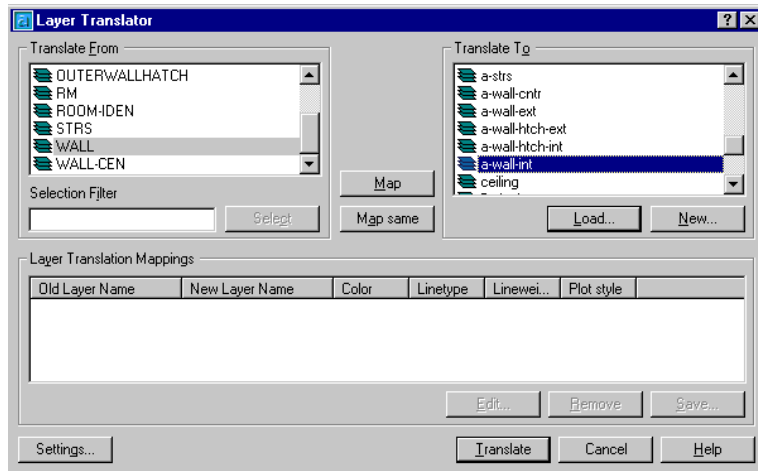 Layer Translator
Translate From
OUTERWALLHATCH
RM
ROOM-IDEN
STRS
WALL
WALL-CEN
Selection Filter
Select
Map
Map same
Translate To
a-strs
a-wall-cntr
a-wall-ext
a-wall-htch-ext
a-wall-htch-int
a-wall-int
ceiling
Load...
New...
Layer Translation Mappings
Old Layer Name New Layer Name Color Linetype Linewei... Plot style
Edit... Remove Save...
Settings... Translate Cancel Help